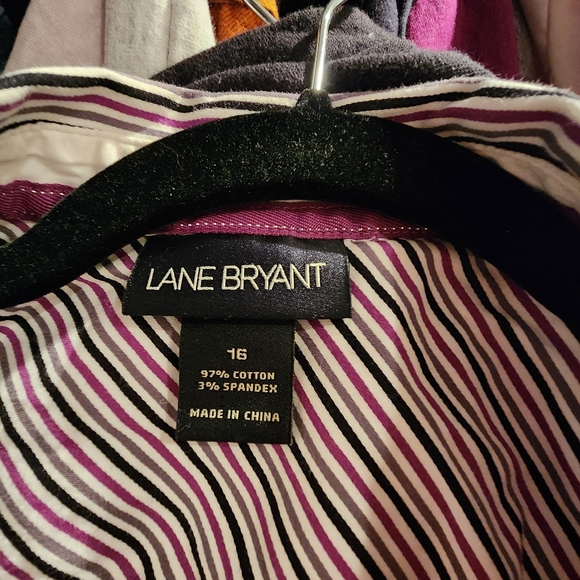 LANE BRYANT
16
97% COTTON
3% SPANDEX
MADE IN CHINA